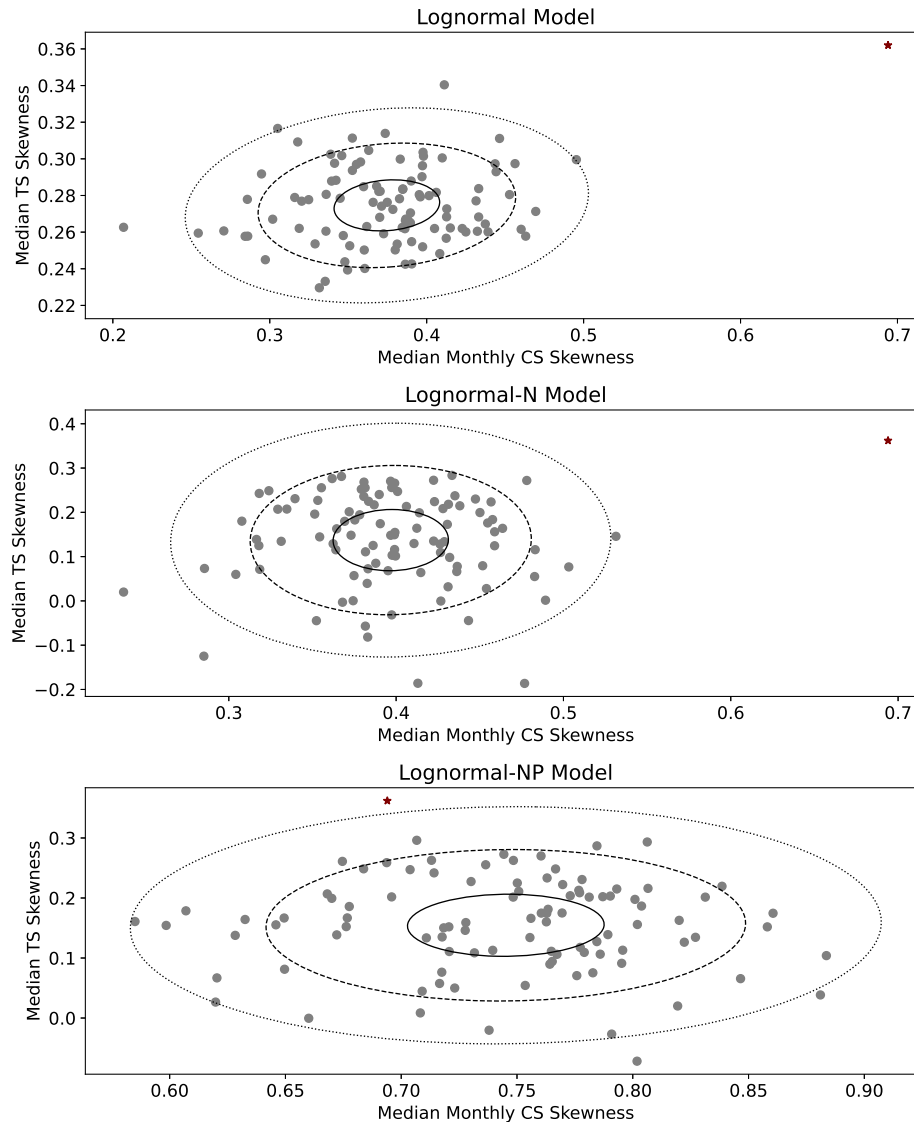 Lognormal Model
Median TS Skewness
0.36
0.34
0.32
0.30
0.28
0.26
0.24
0.22
0.2 0.3 0.4 0.5 0.6 0.7
Median Monthly CS Skewness
Lognormal-N Model
Median TS Skewness
0.4
0.3
0.2
0.1
0.0
−0.1
−0.2
0.3 0.4 0.5 0.6 0.7
Median Monthly CS Skewness
Lognormal-NP Model
Median TS Skewness
0.3
0.2
0.1
0.0
0.60 0.65 0.70 0.75 0.80 0.85 0.90
Median Monthly CS Skewness